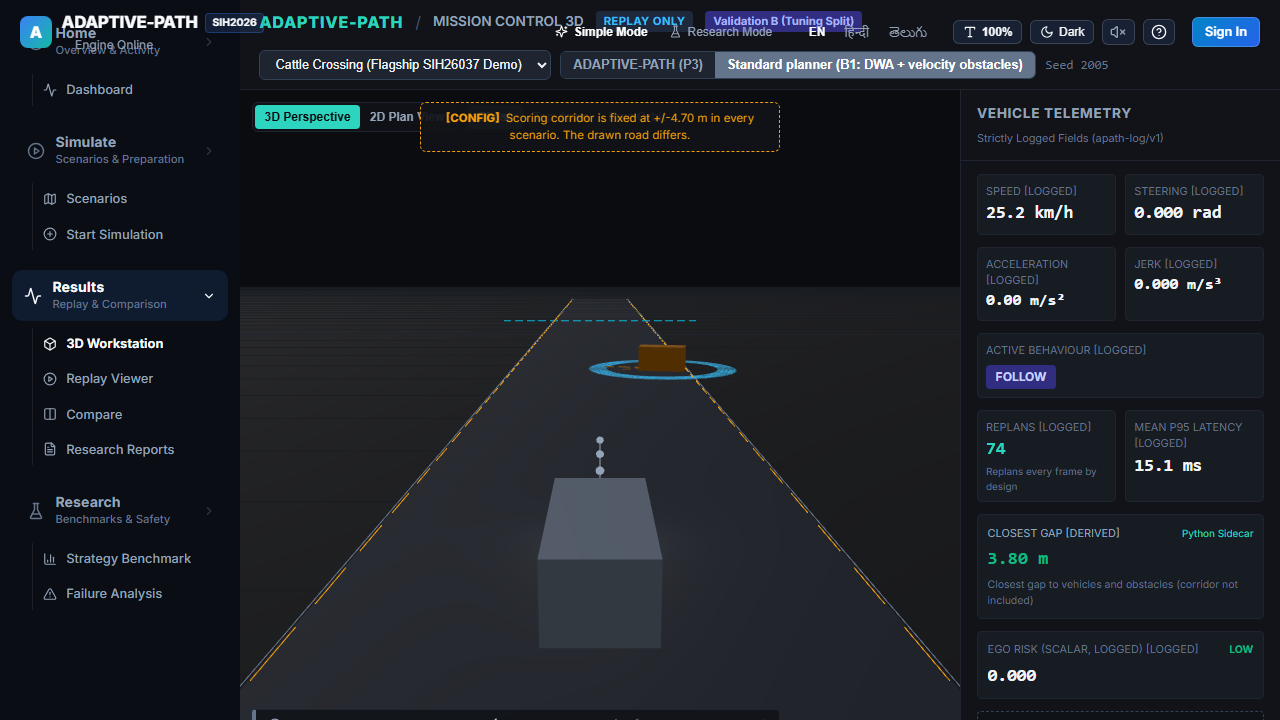 A
ADAPTIVE-PATH SIH2026
Home
Engine Online
Overview & Activity
Dashboard
Simulate
Scenarios & Preparation
Scenarios
Start Simulation
Results
Replay & Comparison
3D Workstation
Replay Viewer
Compare
Research Reports
Research
Benchmarks & Safety
Strategy Benchmark
Failure Analysis
ADAPTIVE-PATH / MISSION CONTROL 3D REPLAY ONLY Validation B (Tuning Split)
Simple Mode Research Mode EN हिन्दी తెలుగు T 100% Dark Sign In
Cattle Crossing (Flagship SIH26037 Demo) ADAPTIVE-PATH (P3) Standard planner (B1: DWA + velocity obstacles) Seed 2005
3D Perspective 2D Plan
[CONFIG] Scoring corridor is fixed at +/-4.70 m in every
scenario. The drawn road differs.
VEHICLE TELEMETRY
Strictly Logged Fields (apath-log/v1)
SPEED [LOGGED]
25.2 km/h
STEERING [LOGGED]
0.000 rad
ACCELERATION
[LOGGED]
0.00 m/s²
JERK [LOGGED]
0.000 m/s³
ACTIVE BEHAVIOUR [LOGGED]
FOLLOW
REPLANS [LOGGED]
74
Replans every frame by
design
MEAN P95 LATENCY
[LOGGED]
15.1 ms
CLOSEST GAP [DERIVED] Python Sidecar
3.80 m
Closest gap to vehicles and obstacles (corridor not
included)
EGO RISK (SCALAR, LOGGED) [LOGGED] LOW
0.000